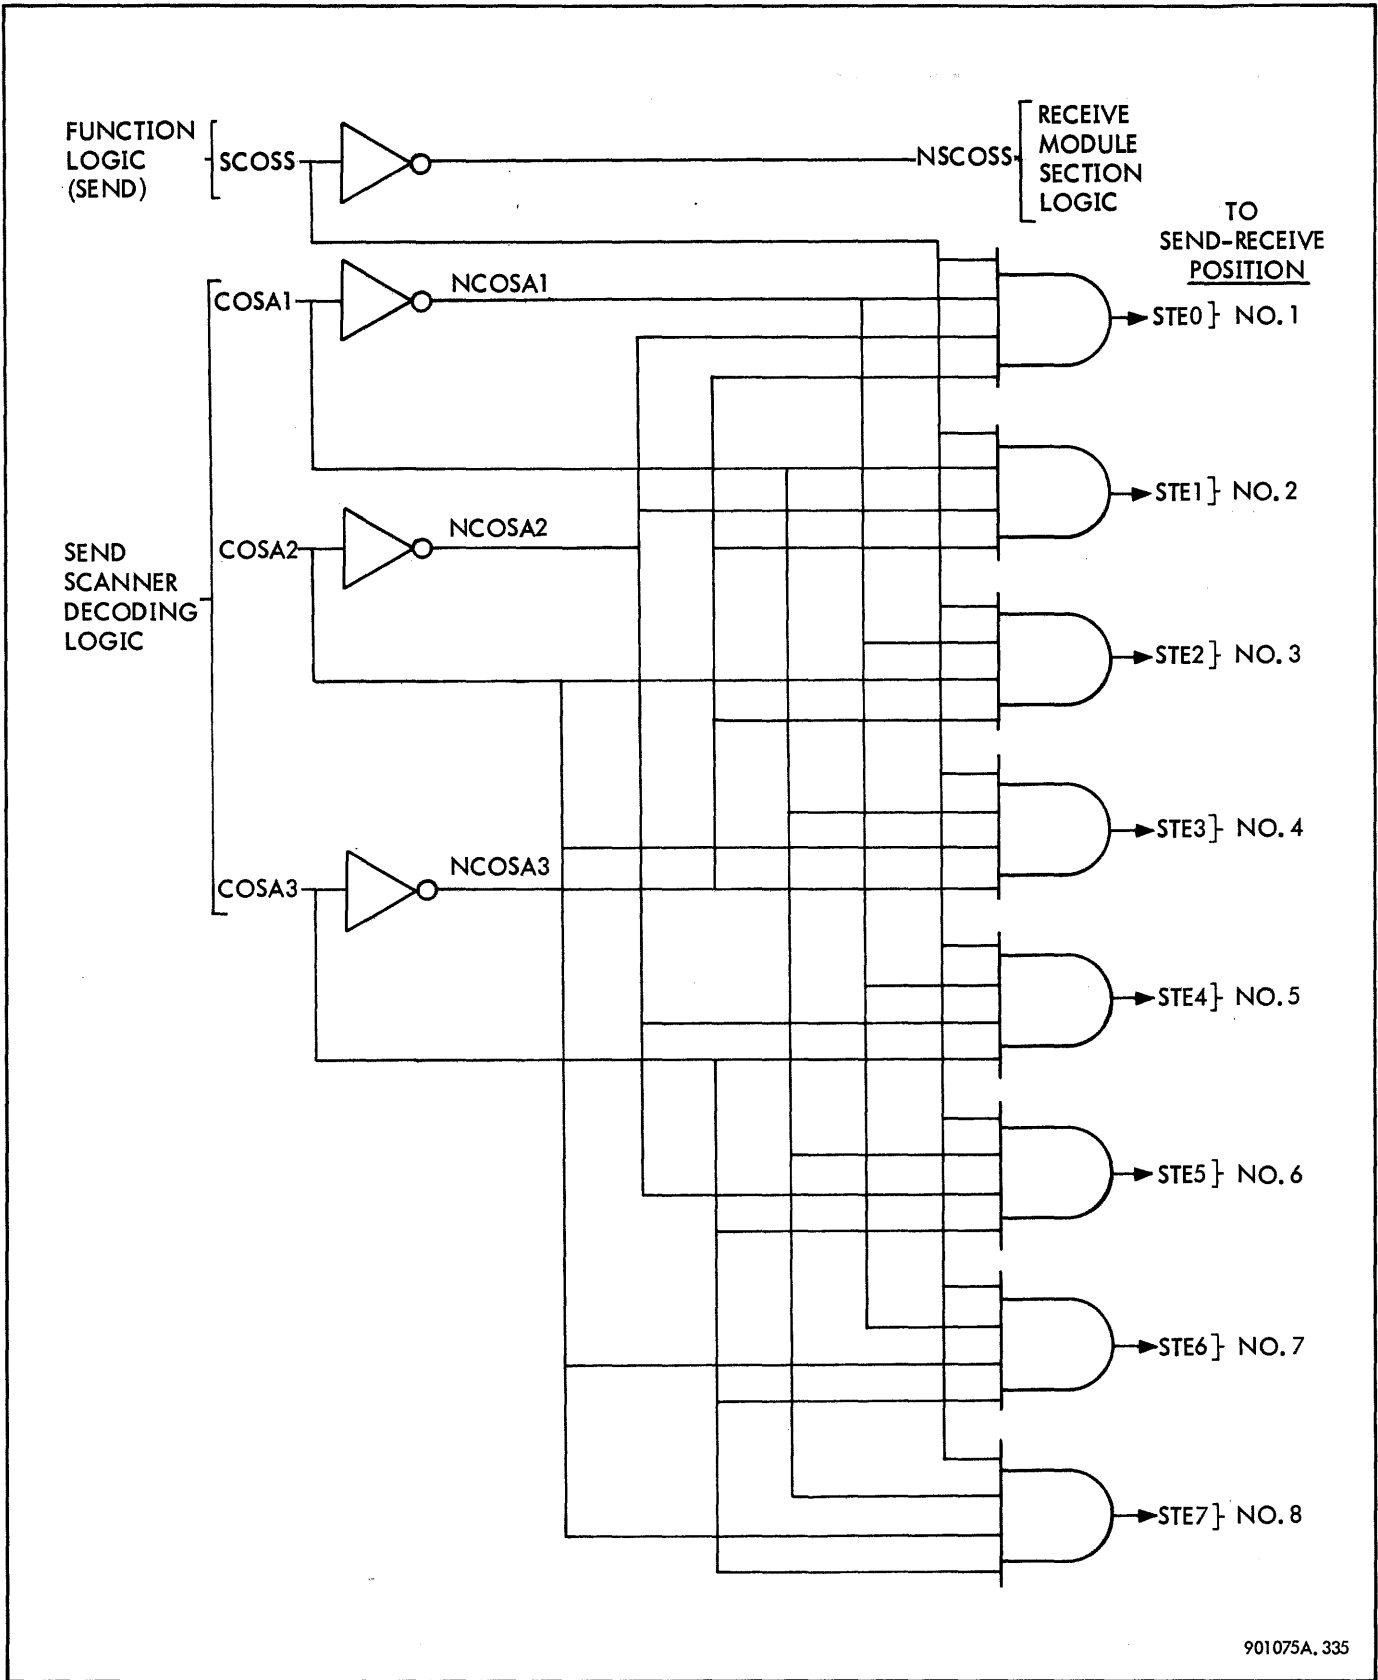 FUNCTION
LOGIC
(SEND)
SCOSS
NSCOSS
RECEIVE
MODULE
SECTION
LOGIC
TO
SEND-RECEIVE
POSITION
COSA1
NCOSA1
STE0 NO. 1
STE1 NO. 2
COSA2
NCOSA2
SEND
SCANNER
DECODING
LOGIC
STE2 NO. 3
STE3 NO. 4
COSA3
NCOSA3
STE4 NO. 5
STE5 NO. 6
STE6 NO. 7
STE7 NO. 8
901075A. 335